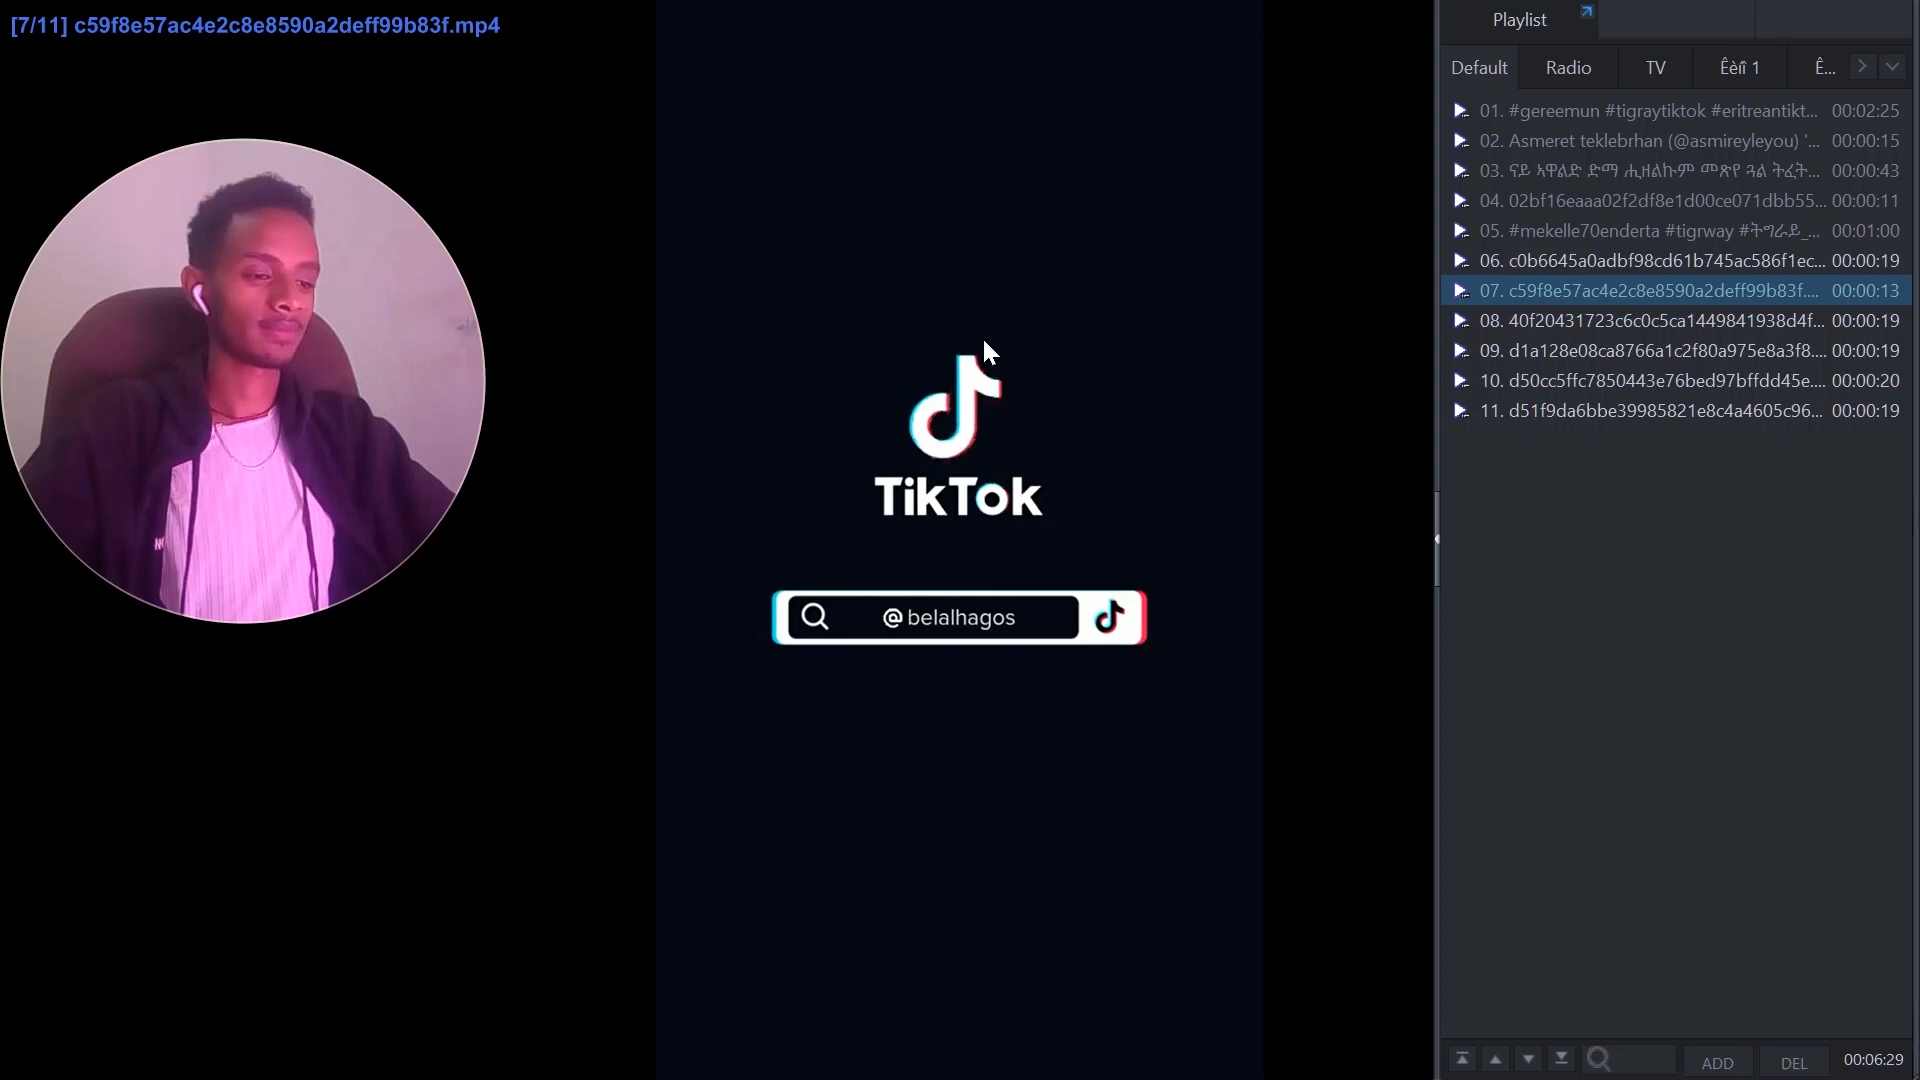 [7/11] c59f8e57ac4e2c8e8590a2deff99b83f.mp4
TikTok
@belalhagos
Playlist
Default Radio TV Êèíî 1 Ê...
01. #gereemun #tigraytiktok #eritreantikt... 00:02:25
02. Asmeret teklebrhan (@asmireyleyou) '... 00:00:15
03. ናይ ኣዋልድ ድማ ሒዘልኩም መጽየ ጓል ትፈት... 00:00:43
04. 02bf16eaaa02f2df8e1d00ce071dbb55... 00:00:11
05. #mekelle70enderta #tigrway #ትግራይ_... 00:01:00
06. c0b6645a0adbf98cd61b745ac586f1ec... 00:00:19
07. c59f8e57ac4e2c8e8590a2deff99b83f.... 00:00:13
08. 40f20431723c6c0c5ca1449841938d4f... 00:00:19
09. d1a128e08ca8766a1c2f80a975e8a3f8.... 00:00:19
10. d50cc5ffc7850443e76bed97bffdd45e.... 00:00:20
11. d51f9da6bbe39985821e8c4a4605c96... 00:00:19
ADD DEL 00:06:29